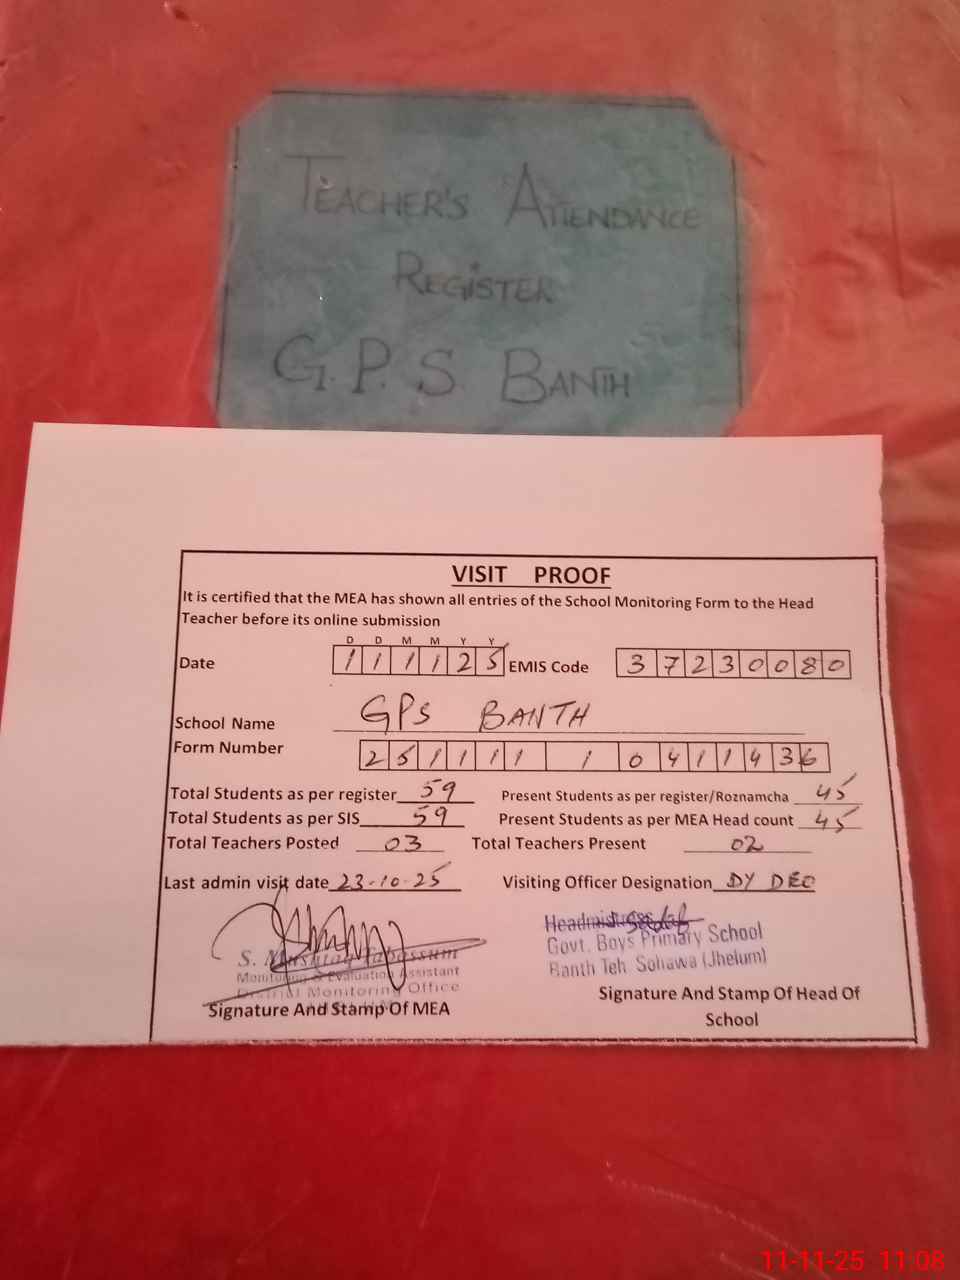 TEACHER'S ATTENDANCE
REGISTER
G.P.S BANTH
VISIT PROOF
It is certified that the MEA has shown all entries of the School Monitoring Form to the Head
Teacher before its online submission
D D M M Y Y
Date 1 1 1 1 2 5 EMIS Code 3 7 2 3 0 0 8 0
School Name GPS BANTH
Form Number 2 5 1 1 1 1 1 0 4 1 1 4 3 6
Total Students as per register 59 Present Students as per register/Roznamcha 45
Total Students as per SIS 59 Present Students as per MEA Head count 45
Total Teachers Posted 03 Total Teachers Present 02
Last admin visit date 23-10-25 Visiting Officer Designation DY DEO
Headmistress
S. Mushtaq Tabassum Govt. Boys Primary School
Monitoring & Evaluation Assistant Banth Teh. Sohawa (Jhelum)
District Monitoring Office
Signature And Stamp Of MEA Signature And Stamp Of Head Of
School
11-11-25 11:08